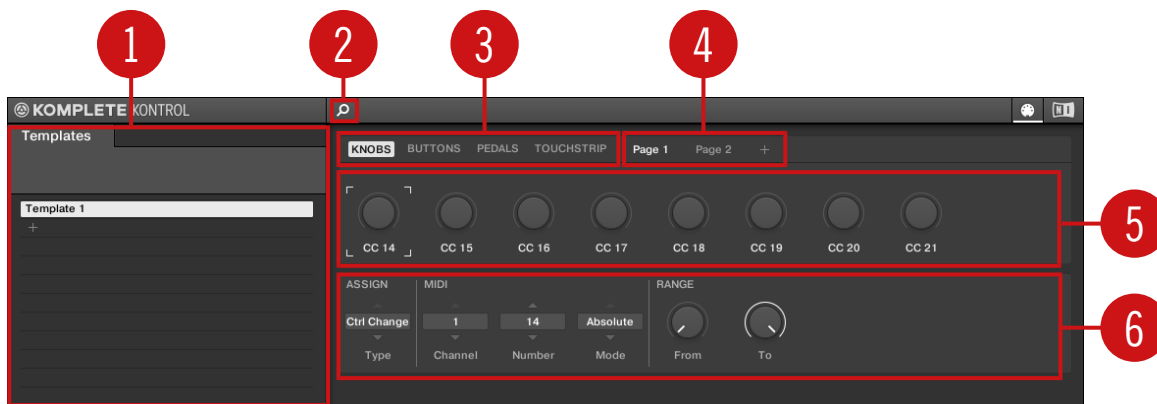 1 2 3 4
KOMPLETE KONTROL
Templates
Template 1
+
KNOBS BUTTONS PEDALS TOUCHSTRIP Page 1 Page 2 +
CC 14 CC 15 CC 16 CC 17 CC 18 CC 19 CC 20 CC 21
5
ASSIGN MIDI RANGE
Ctrl Change 1 14 Absolute
Type Channel Number Mode From To
6